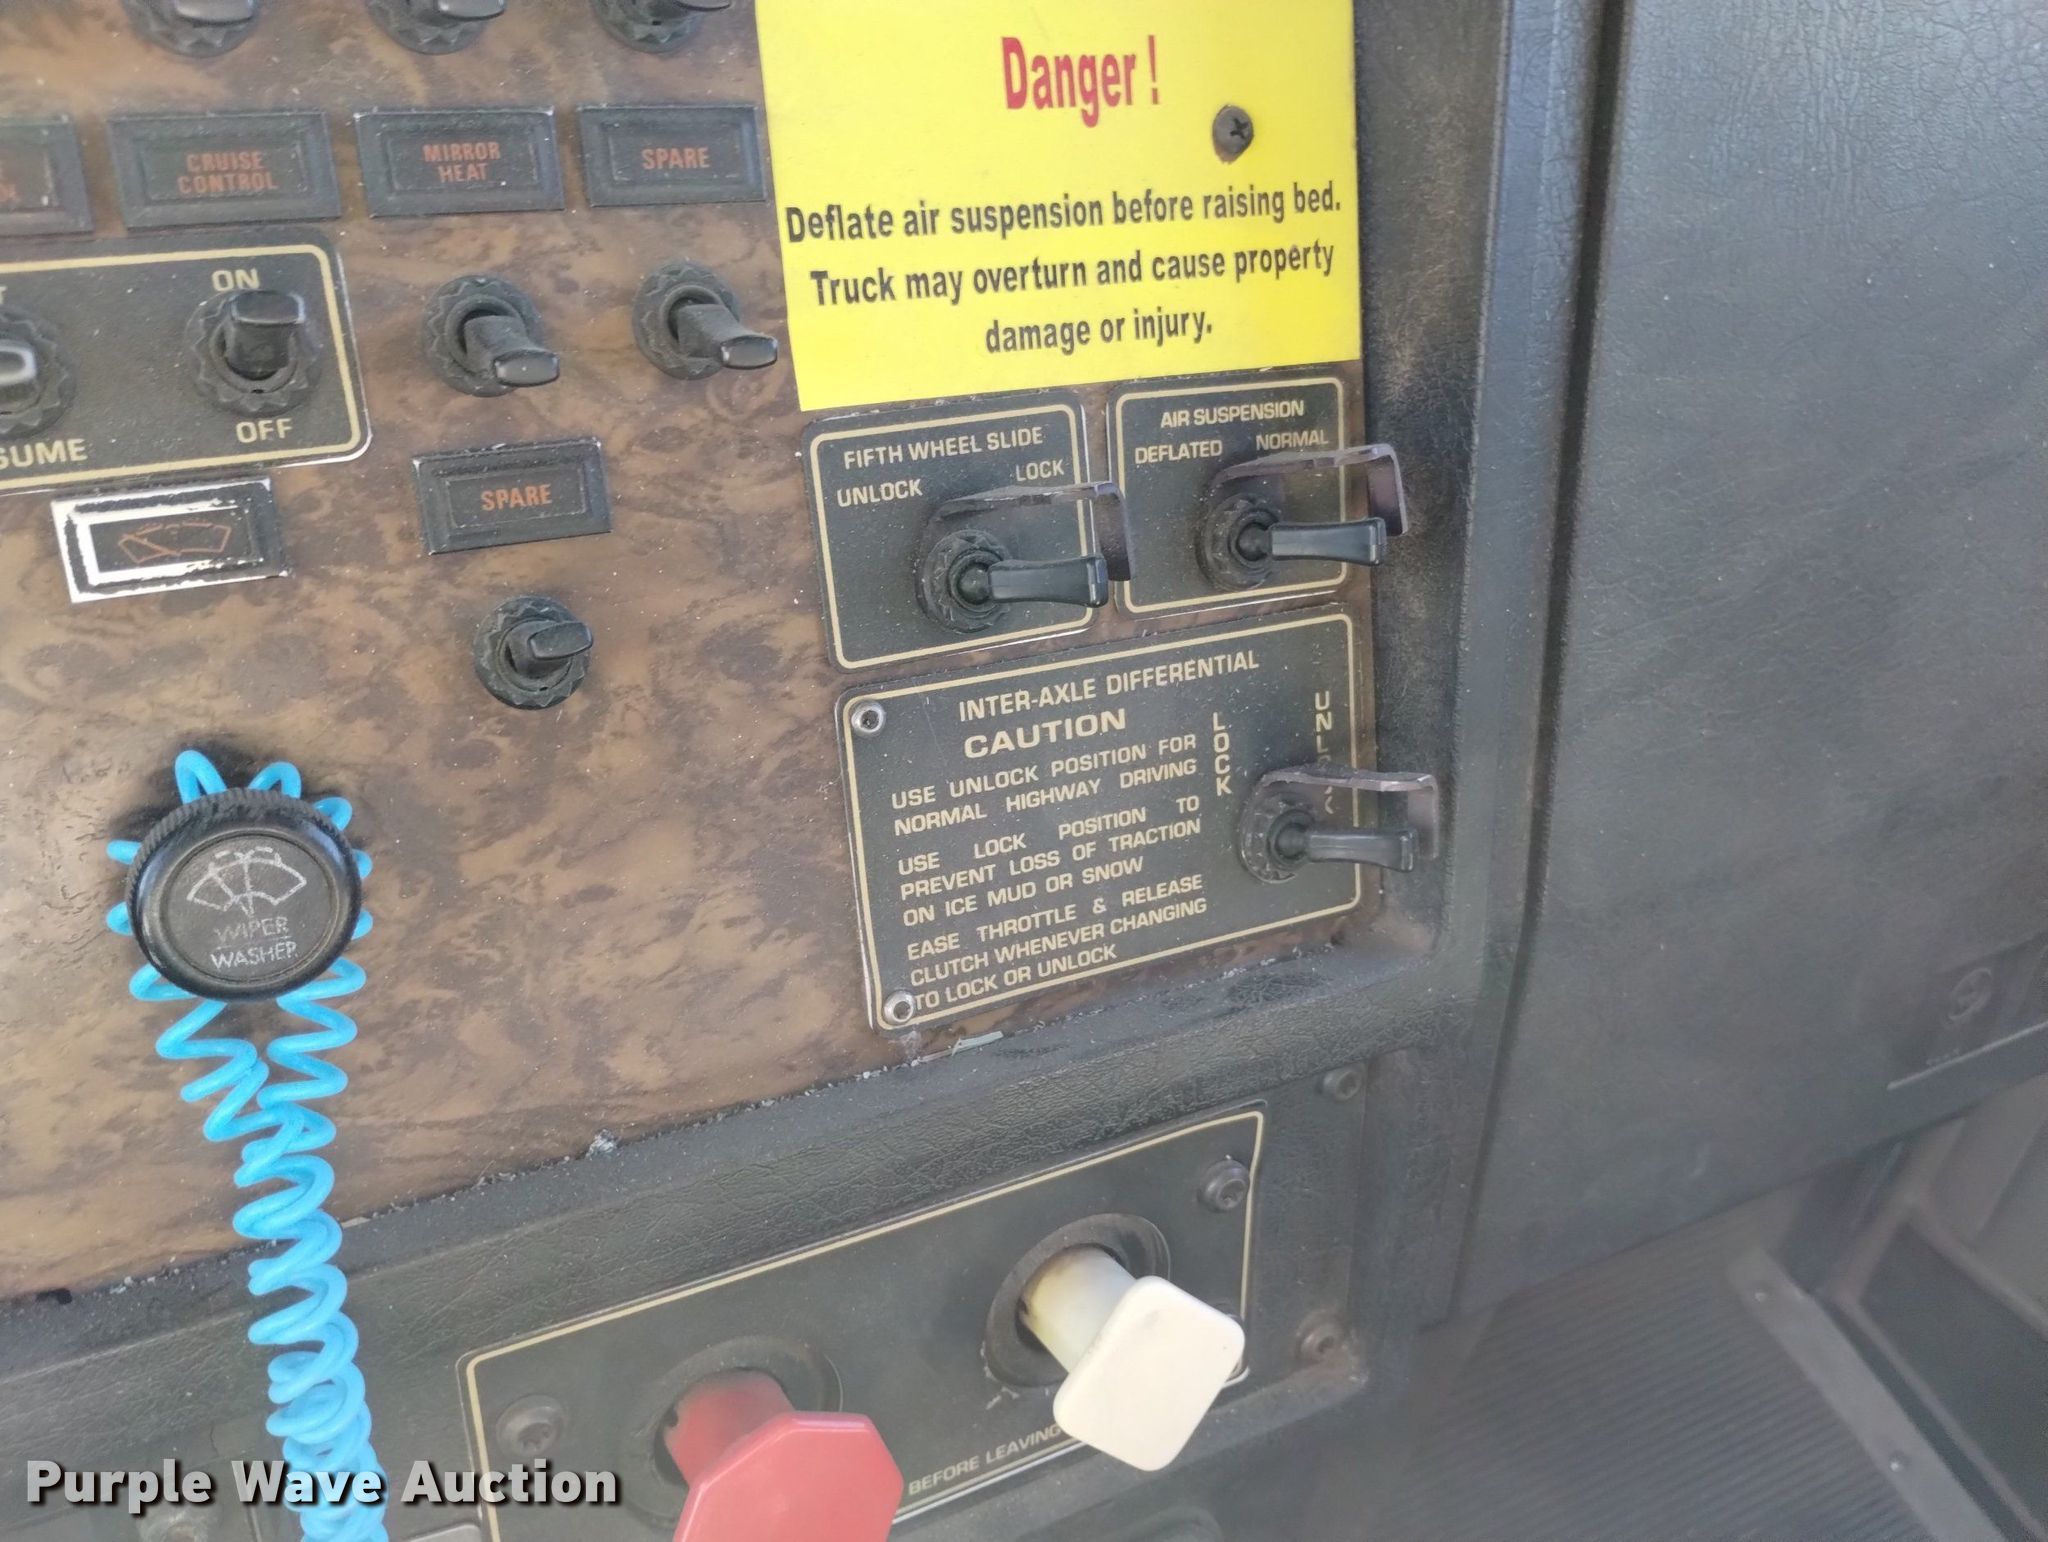 Danger !
CRUISE
CONTROL
MIRROR
HEAT
SPARE
Deflate air suspension before raising bed.
Truck may overturn and cause property
damage or injury.
ON
OFF
SUME
SPARE
FIFTH WHEEL SLIDE
UNLOCK LOCK
AIR SUSPENSION
DEFLATED NORMAL
INTER-AXLE DIFFERENTIAL
CAUTION
USE UNLOCK POSITION FOR
NORMAL HIGHWAY DRIVING
USE LOCK POSITION TO
PREVENT LOSS OF TRACTION
ON ICE MUD OR SNOW
EASE THROTTLE & RELEASE
CLUTCH WHENEVER CHANGING
TO LOCK OR UNLOCK
LOCK
WIPER
WASHER
BEFORE LEAVING
Purple Wave Auction